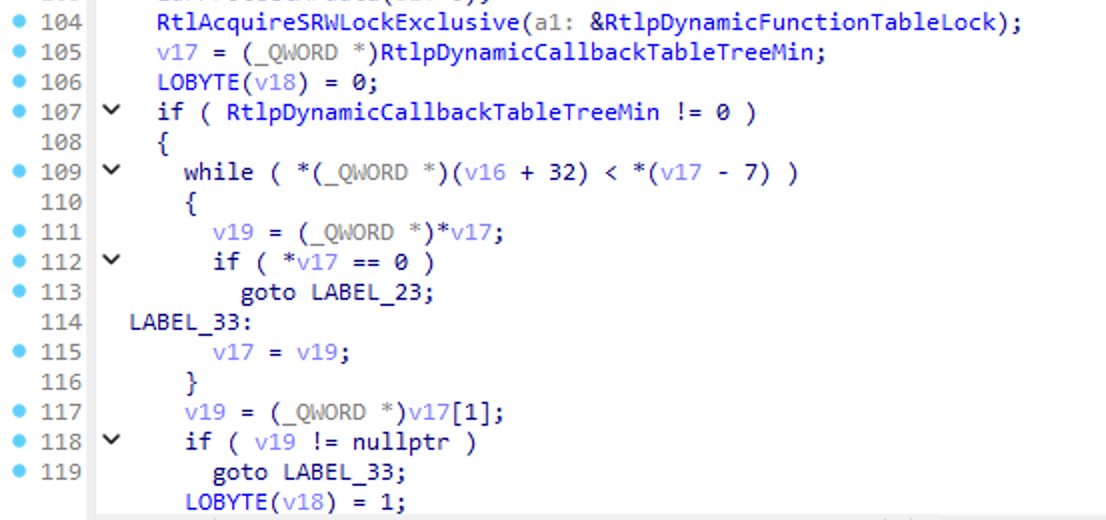 104 RtlAcquireSRWLockExclusive(a1: &RtlpDynamicFunctionTableLock);
105 v17 = (_QWORD *)RtlpDynamicCallbackTableTreeMin;
106 LOBYTE(v18) = 0;
107 if ( RtlpDynamicCallbackTableTreeMin != 0 )
108 {
109 while ( *(_QWORD *)(v16 + 32) < *(v17 - 7) )
110 {
111 v19 = (_QWORD *)*v17;
112 if ( *v17 == 0 )
113 goto LABEL_23;
114 LABEL_33:
115 v17 = v19;
116 }
117 v19 = (_QWORD *)v17[1];
118 if ( v19 != nullptr )
119 goto LABEL_33;
LOBYTE(v18) = 1;